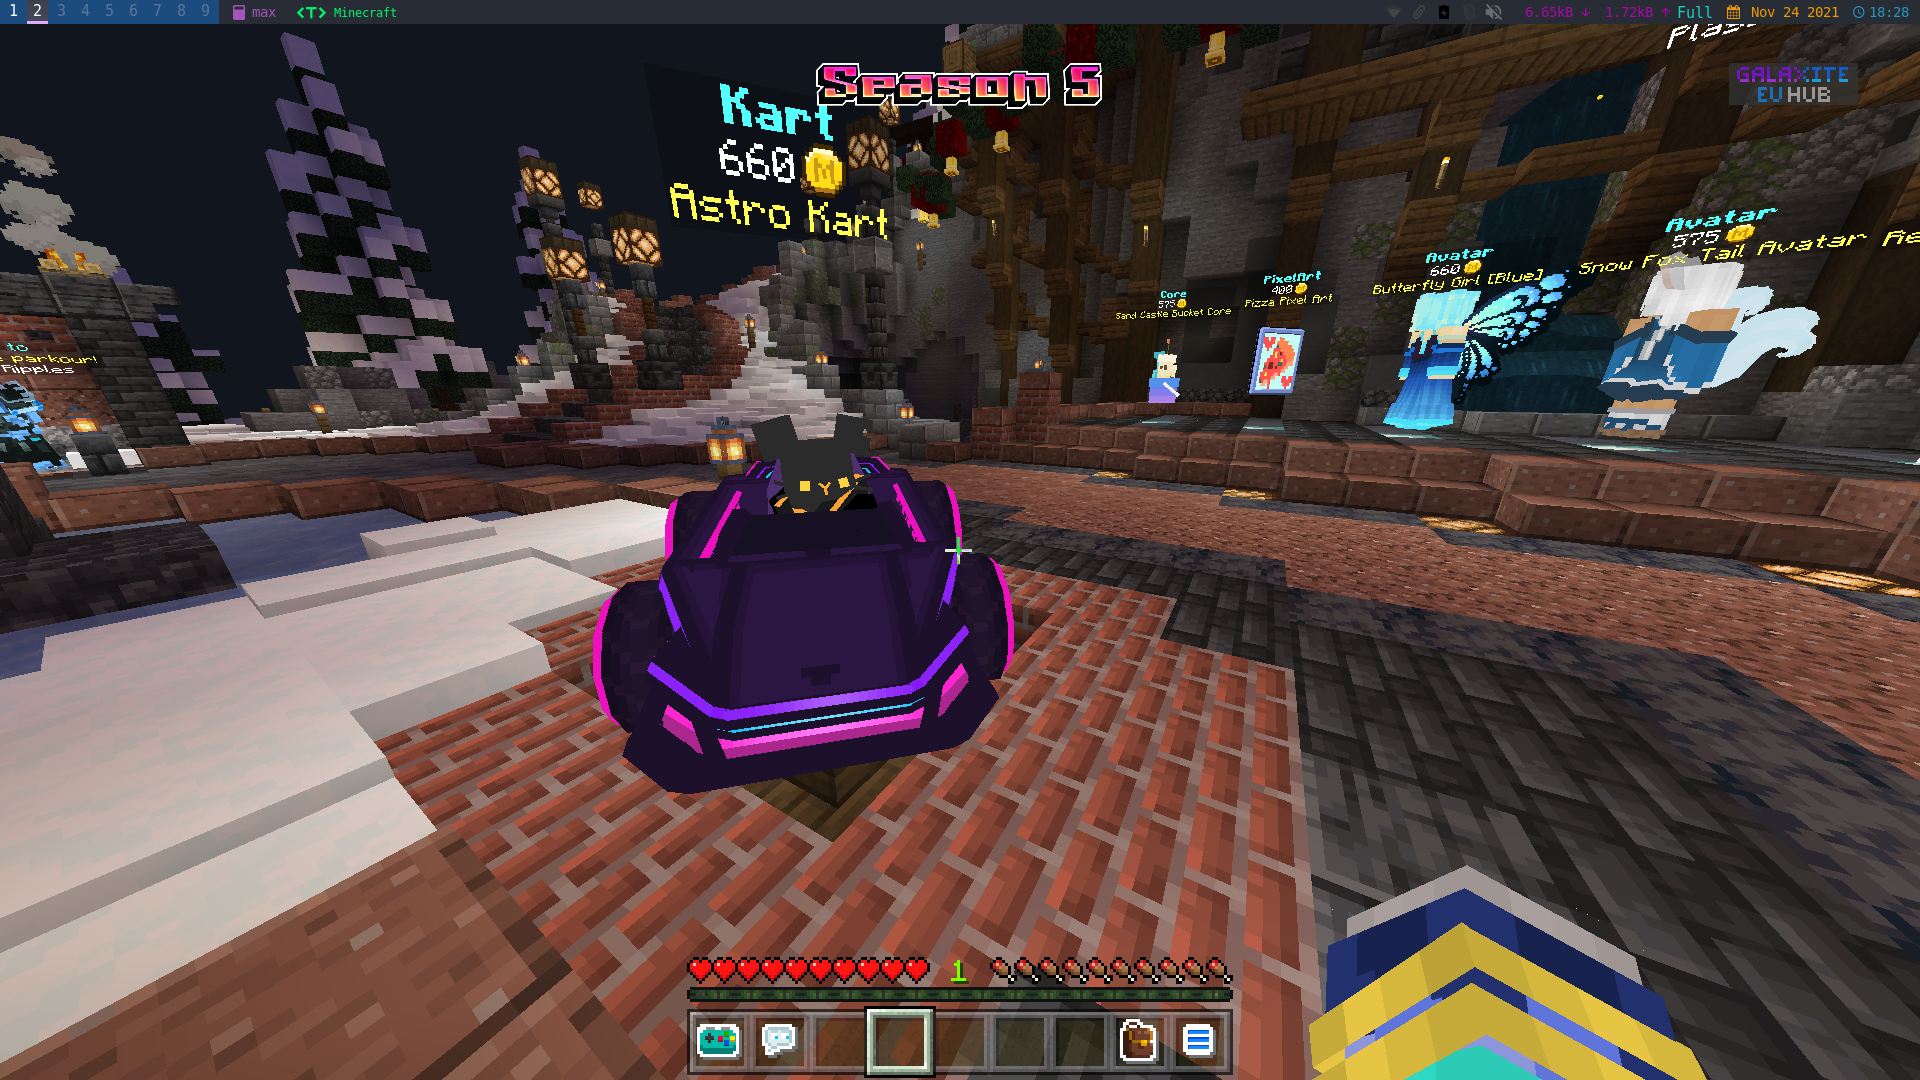 1 2 3 4 5 6 7 8 9 max <T> Minecraft 6.65kB ↓ 1.72kB ↑ Full Nov 24 2021 18:28
Season 5
GALAXITE
EU HUB
Kart
660
Astro Kart
Core
575
Sand Castle Bucket Core
PixelArt
400
Pizza Pixel Art
Avatar
660
Butterfly Girl [Blue]
Avatar
575
Snow Fox Tail Avatar
to
parkour!
Ripples
1